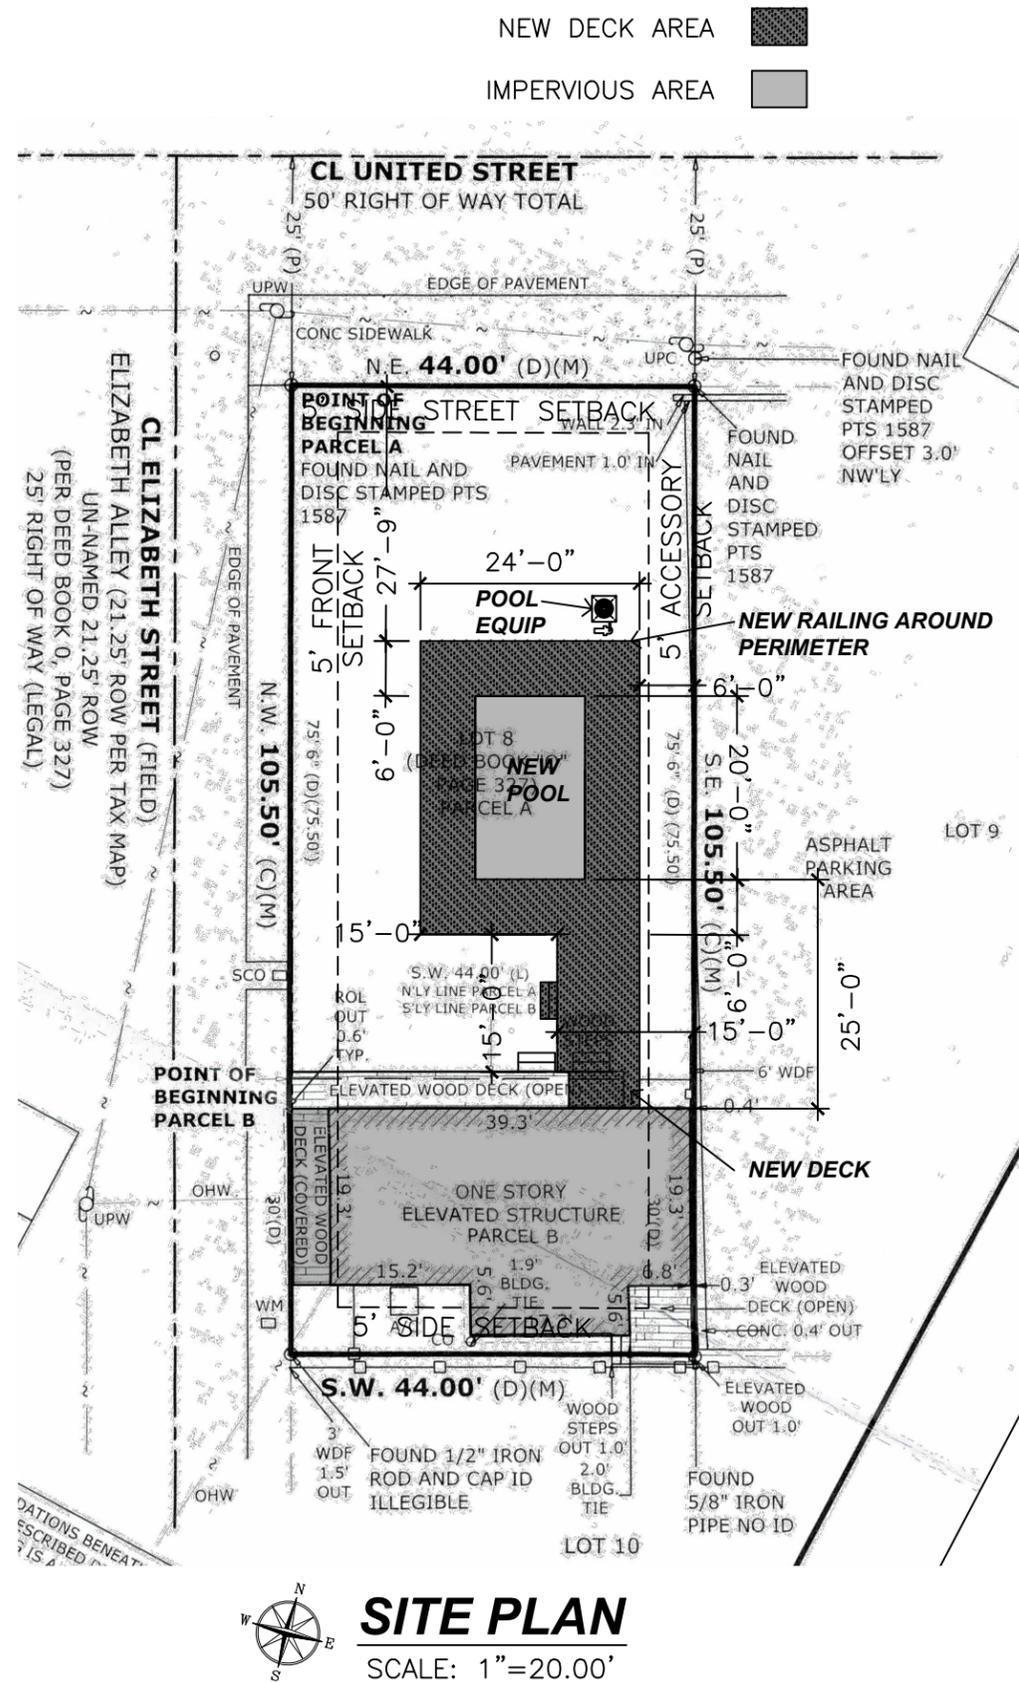 NEW DECK AREA
IMPERVIOUS AREA
CL UNITED STREET
50' RIGHT OF WAY TOTAL
25' (P)
25' (P)
UPW
EDGE OF PAVEMENT
CONC SIDEWALK
UPC
N.E. 44.00' (D)(M)
FOUND NAIL
AND DISC
STAMPED
PTS 1587
OFFSET 3.0'
NW'LY
POINT OF
BEGINNING
PARCEL A
FOUND NAIL AND
DISC STAMPED PTS
1587
5' SIDE STREET SETBACK
WALL 2.3' IN
PAVEMENT 1.0' IN
FOUND
NAIL
AND
DISC
STAMPED
PTS
1587
CL ELIZABETH STREET (FIELD)
ELIZABETH ALLEY (21.25' ROW PER TAX MAP)
UN-NAMED 21.25' ROW
(PER DEED BOOK 0, PAGE 327)
25' RIGHT OF WAY (LEGAL)
EDGE OF PAVEMENT
5' FRONT
SETBACK
27'-9"
24'-0"
5' ACCESSORY
SETBACK
POOL
EQUIP
NEW RAILING AROUND
PERIMETER
6'-0"
6'-0"
N.W. 105.50' (C)(M)
75' 6" (D)(75.50')
LOT 8
PAGE 327)
PARCEL A
NEW
POOL
75'-6" (D) (75.50')
S.E. 105.50' (C)(M)
20'-0"
LOT 9
ASPHALT
PARKING
AREA
15'-0"
6'-0"
25'-0"
SCO
S.W. 44.00' (L)
N'LY LINE PARCEL A
S'LY LINE PARCEL B
15'-0"
15'-0"
ROL
OUT
0.6'
TYP.
6' WDF
POINT OF
BEGINNING
PARCEL B
ELEVATED WOOD DECK (OPEN
0.4'
39.3'
NEW DECK
ELEVATED WOOD
DECK (COVERED)
19.3'
ONE STORY
ELEVATED STRUCTURE
PARCEL B
30'(D)
19.3'
OHW
UPW
30'(D)
15.2'
5.6'
1.9'
BLDG.
TIE
6.8'
5.6'
0.3'
ELEVATED
WOOD
DECK (OPEN)
CONC. 0.4' OUT
WM
CO
5' SIDE SETBACK
S.W. 44.00' (D)(M)
ELEVATED
WOOD
OUT 1.0'
WOOD
STEPS
OUT 1.0'
2.0'
BLDG.
TIE
3'
WDF
1.5'
OUT
FOUND 1/2" IRON
ROD AND CAP ID
ILLEGIBLE
FOUND
5/8" IRON
PIPE NO ID
OHW
LOT 10
N
W
E
S
SITE PLAN
SCALE: 1"=20.00'